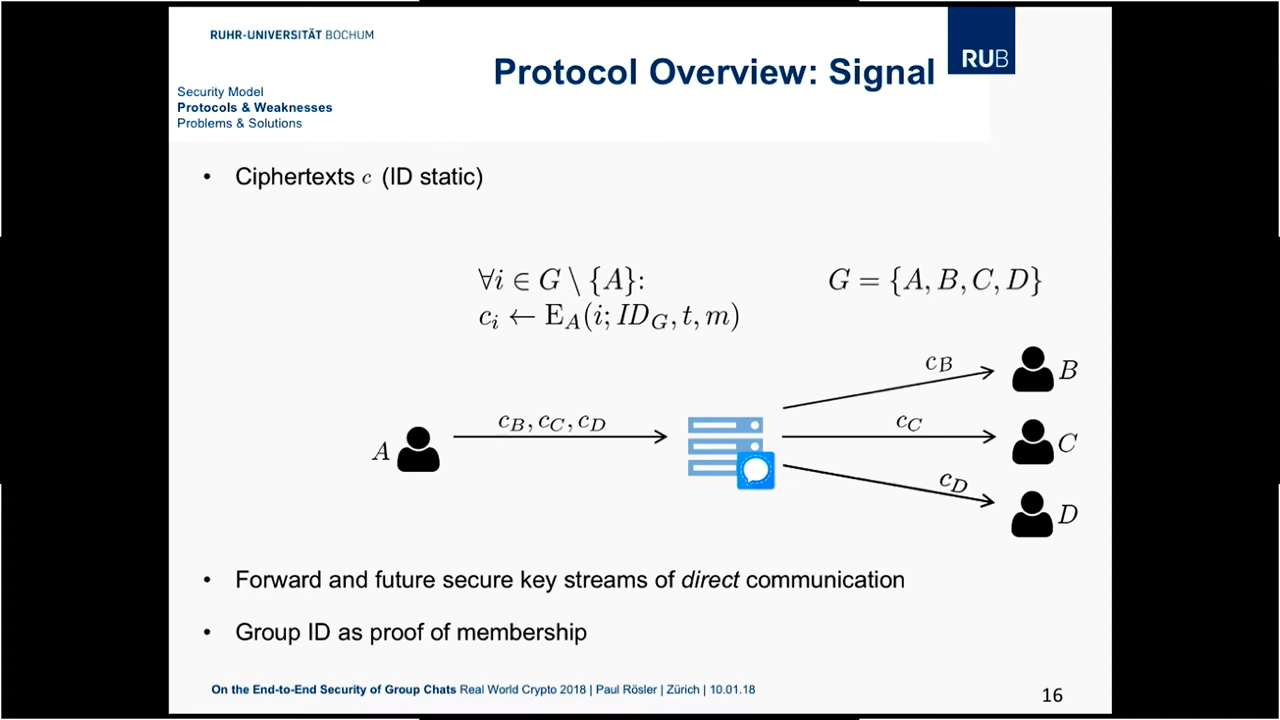 RUHR-UNIVERSITÄT BOCHUM
RUB
Protocol Overview: Signal
Security Model
Protocols & Weaknesses
Problems & Solutions
• Ciphertexts c (ID static)
∀i ∈ G \ {A}:
G = {A, B, C, D}
c_i ← E_A(i; ID_G, t, m)
c_B
B
c_B, c_C, c_D
c_C
A
C
c_D
D
• Forward and future secure key streams of direct communication
• Group ID as proof of membership
On the End-to-End Security of Group Chats Real World Crypto 2018 | Paul Rösler | Zürich | 10.01.18
16